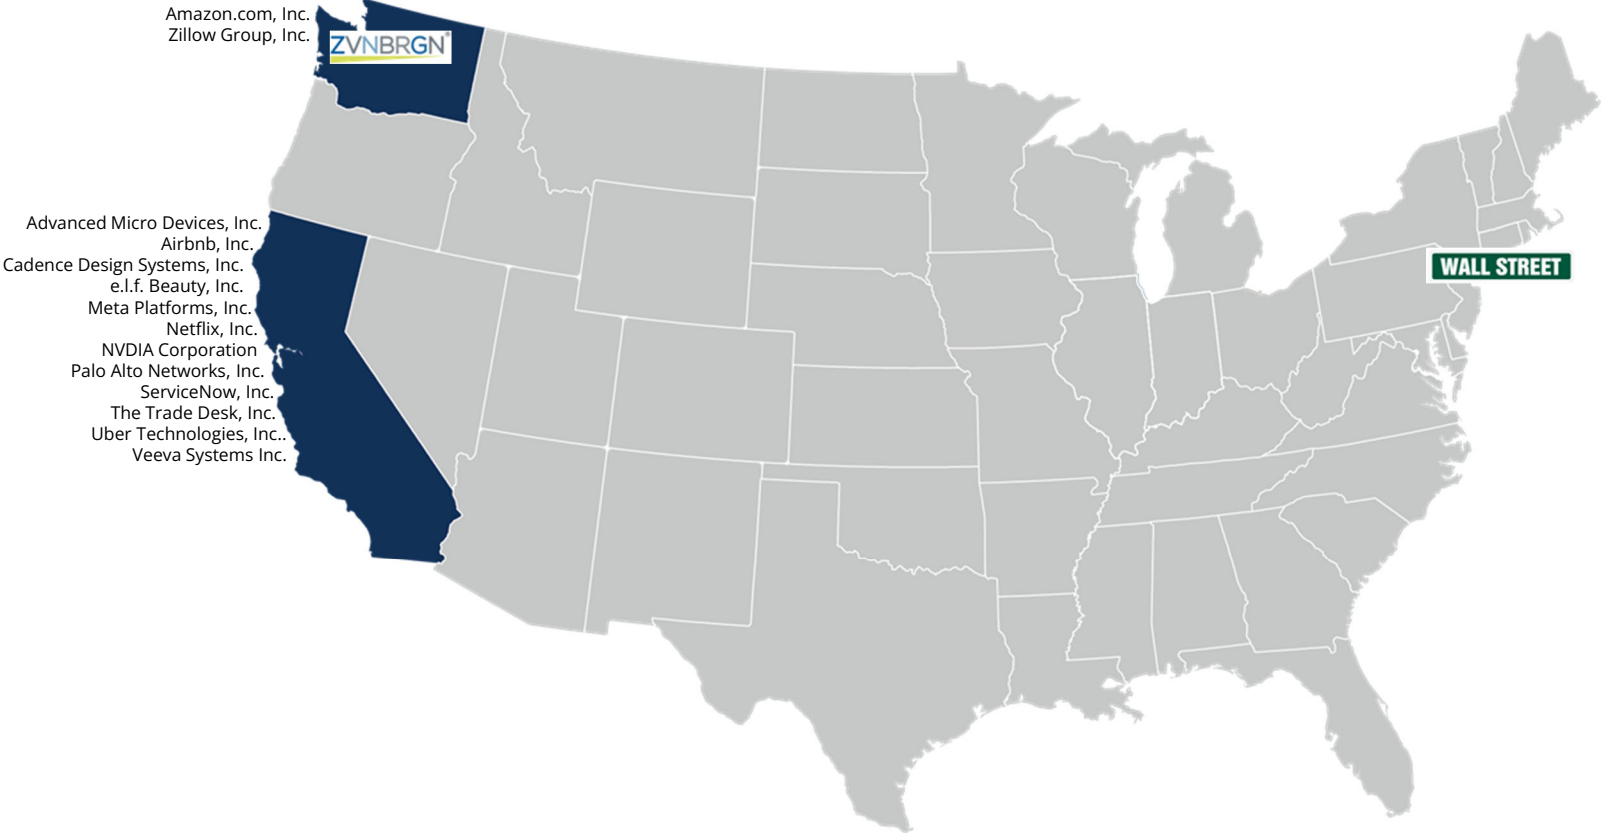 Amazon.com, Inc.
Zillow Group, Inc.
ZVNBRGN®
Advanced Micro Devices, Inc.
Airbnb, Inc.
Cadence Design Systems, Inc.
e.l.f. Beauty, Inc.
WALL STREET
Meta Platforms, Inc.
Netflix, Inc.
NVDIA Corporation
Palo Alto Networks, Inc.
ServiceNow, Inc.
The Trade Desk, Inc.
Uber Technologies, Inc..
Veeva Systems Inc.